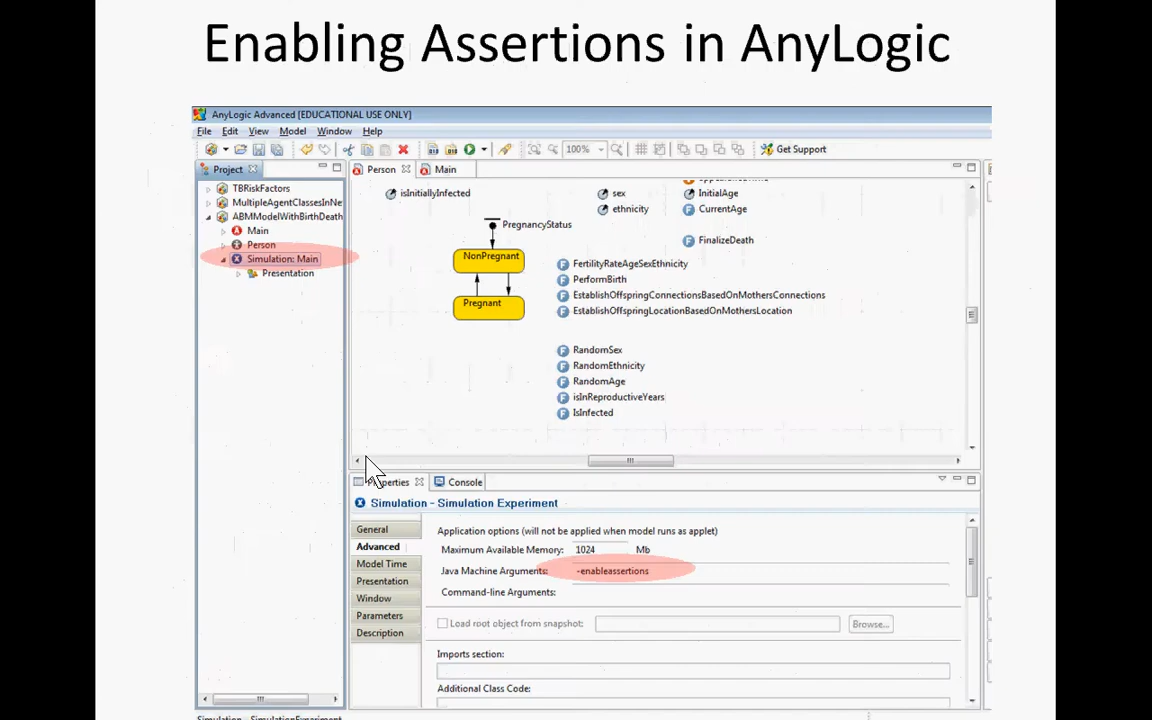 Enabling Assertions in AnyLogic
AnyLogic Advanced [EDUCATIONAL USE ONLY]
File Edit View Model Window Help
100% Get Support
Project
Person
Main
TBRiskFactors
MultipleAgentClassesInNe
ABMModelWithBirthDeath
Main
Person
Simulation: Main
Presentation
isInitiallyInfected
sex
InitialAge
ethnicity
CurrentAge
PregnancyStatus
FinalizeDeath
NonPregnant
Pregnant
FertilityRateAgeSexEthnicity
PerformBirth
EstablishOffspringConnectionsBasedOnMothersConnections
EstablishOffspringLocationBasedOnMothersLocation
RandomSex
RandomEthnicity
RandomAge
isInReproductiveYears
IsInfected
Properties Console
Simulation - Simulation Experiment
General
Advanced
Model Time
Presentation
Window
Parameters
Description
Application options (will not be applied when model runs as applet)
Maximum Available Memory: 1024 Mb
Java Machine Arguments: -enableassertions
Command-line Arguments:
Load root object from snapshot: Browse...
Imports section:
Additional Class Code:
Simulation - SimulationExperiment